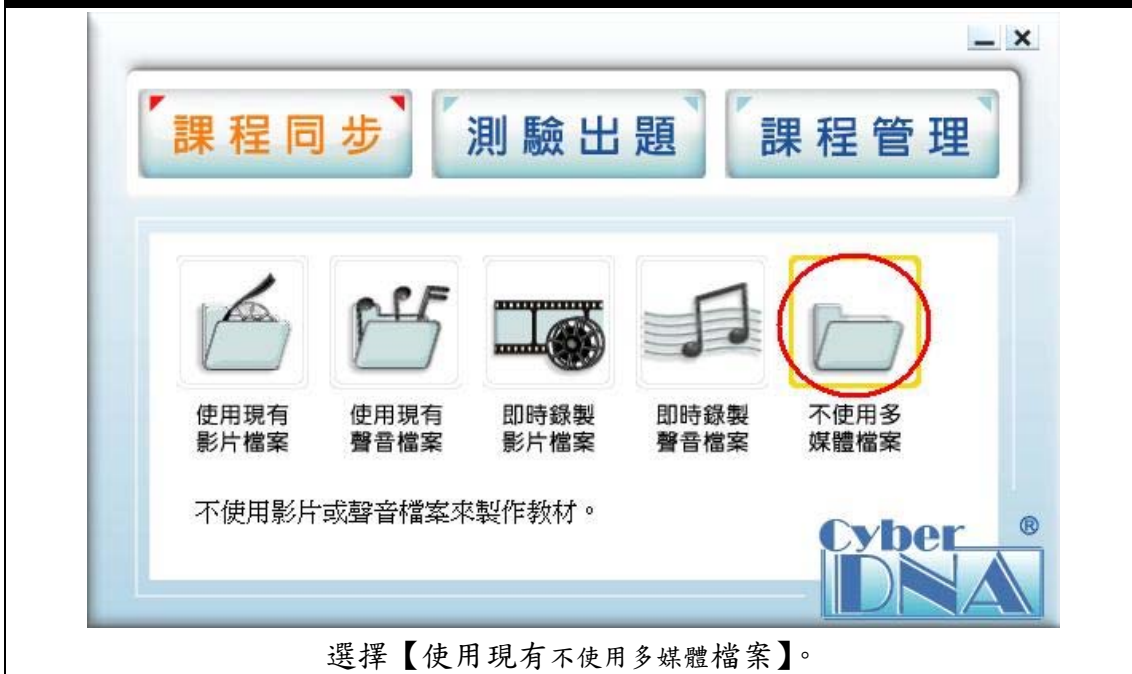 課程同步 測驗出題 課程管理
使用現有 使用現有 即時錄製 即時錄製 不使用多
影片檔案 聲音檔案 影片檔案 聲音檔案 媒體檔案
不使用影片或聲音檔案來製作教材。
Cyber ®
DNA
選擇【使用現有不使用多媒體檔案】。